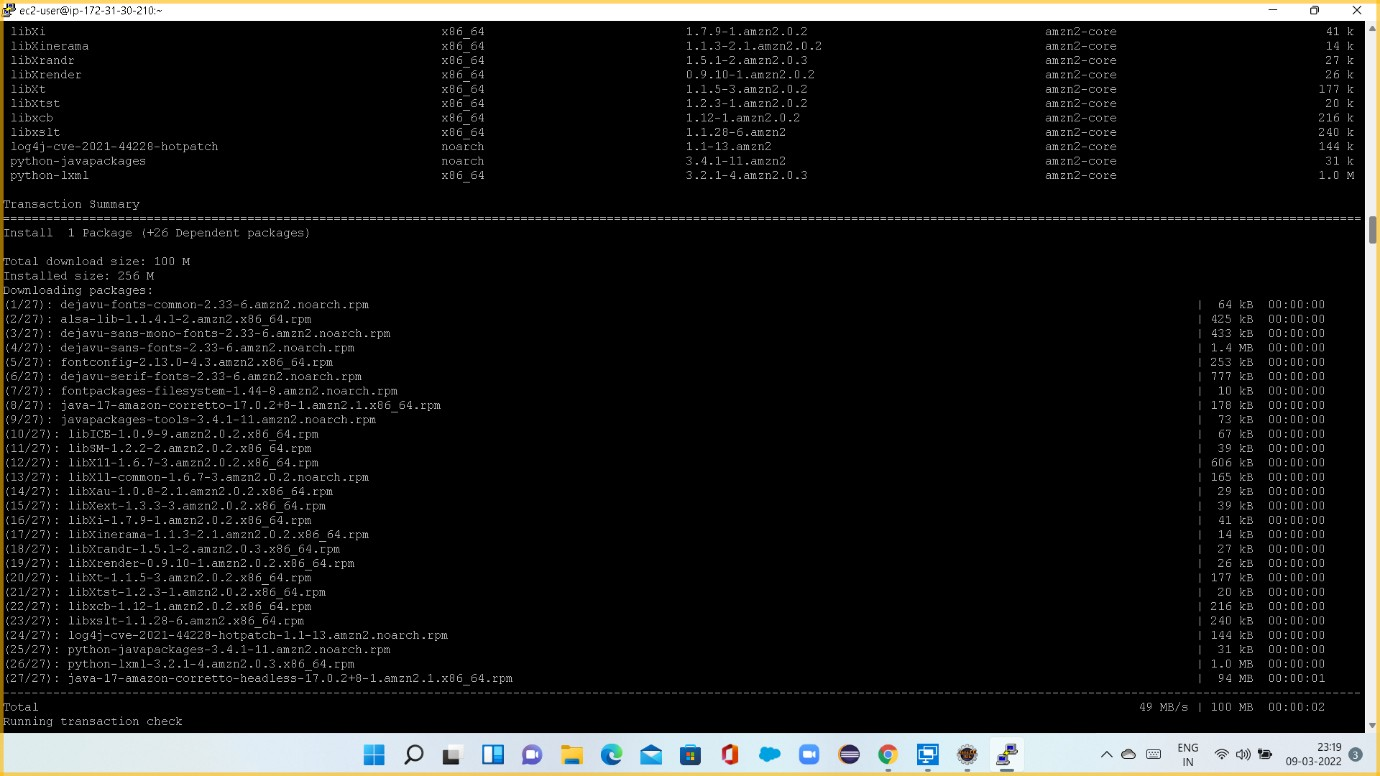 ec2-user@ip-172-31-30-210:~
libXi x86_64 1.7.9-1.amzn2.0.2 amzn2-core 41 k
libXinerama x86_64 1.1.3-2.1.amzn2.0.2 amzn2-core 14 k
libXrandr x86_64 1.5.1-2.amzn2.0.3 amzn2-core 27 k
libXrender x86_64 0.9.10-1.amzn2.0.2 amzn2-core 26 k
libXt x86_64 1.1.5-3.amzn2.0.2 amzn2-core 177 k
libXtst x86_64 1.2.3-1.amzn2.0.2 amzn2-core 20 k
libxcb x86_64 1.12-1.amzn2.0.2 amzn2-core 216 k
libxslt x86_64 1.1.28-6.amzn2 amzn2-core 240 k
log4j-cve-2021-44228-hotpatch noarch 1.1-13.amzn2 amzn2-core 144 k
python-javapackages noarch 3.4.1-11.amzn2 amzn2-core 31 k
python-lxml x86_64 3.2.1-4.amzn2.0.3 amzn2-core 1.0 M
Transaction Summary
================================================================================
Install 1 Package (+26 Dependent packages)
Total download size: 100 M
Installed size: 256 M
Downloading packages:
(1/27): dejavu-fonts-common-2.33-6.amzn2.noarch.rpm | 64 kB 00:00:00
(2/27): alsa-lib-1.1.4.1-2.amzn2.x86_64.rpm | 425 kB 00:00:00
(3/27): dejavu-sans-mono-fonts-2.33-6.amzn2.noarch.rpm | 433 kB 00:00:00
(4/27): dejavu-sans-fonts-2.33-6.amzn2.noarch.rpm | 1.4 MB 00:00:00
(5/27): fontconfig-2.13.0-4.3.amzn2.x86_64.rpm | 253 kB 00:00:00
(6/27): dejavu-serif-fonts-2.33-6.amzn2.noarch.rpm | 777 kB 00:00:00
(7/27): fontpackages-filesystem-1.44-8.amzn2.noarch.rpm | 10 kB 00:00:00
(8/27): java-17-amazon-corretto-17.0.2+8-1.amzn2.1.x86_64.rpm | 178 kB 00:00:00
(9/27): javapackages-tools-3.4.1-11.amzn2.noarch.rpm | 73 kB 00:00:00
(10/27): libICE-1.0.9-9.amzn2.0.2.x86_64.rpm | 67 kB 00:00:00
(11/27): libSM-1.2.2-2.amzn2.0.2.x86_64.rpm | 39 kB 00:00:00
(12/27): libX11-1.6.7-3.amzn2.0.2.x86_64.rpm | 606 kB 00:00:00
(13/27): libX11-common-1.6.7-3.amzn2.0.2.noarch.rpm | 165 kB 00:00:00
(14/27): libXau-1.0.8-2.1.amzn2.0.2.x86_64.rpm | 29 kB 00:00:00
(15/27): libXext-1.3.3-3.amzn2.0.2.x86_64.rpm | 39 kB 00:00:00
(16/27): libXi-1.7.9-1.amzn2.0.2.x86_64.rpm | 41 kB 00:00:00
(17/27): libXinerama-1.1.3-2.1.amzn2.0.2.x86_64.rpm | 14 kB 00:00:00
(18/27): libXrandr-1.5.1-2.amzn2.0.3.x86_64.rpm | 27 kB 00:00:00
(19/27): libXrender-0.9.10-1.amzn2.0.2.x86_64.rpm | 26 kB 00:00:00
(20/27): libXt-1.1.5-3.amzn2.0.2.x86_64.rpm | 177 kB 00:00:00
(21/27): libXtst-1.2.3-1.amzn2.0.2.x86_64.rpm | 20 kB 00:00:00
(22/27): libxcb-1.12-1.amzn2.0.2.x86_64.rpm | 216 kB 00:00:00
(23/27): libxslt-1.1.28-6.amzn2.x86_64.rpm | 240 kB 00:00:00
(24/27): log4j-cve-2021-44228-hotpatch-1.1-13.amzn2.noarch.rpm | 144 kB 00:00:00
(25/27): python-javapackages-3.4.1-11.amzn2.noarch.rpm | 31 kB 00:00:00
(26/27): python-lxml-3.2.1-4.amzn2.0.3.x86_64.rpm | 1.0 MB 00:00:00
(27/27): java-17-amazon-corretto-headless-17.0.2+8-1.amzn2.1.x86_64.rpm | 94 MB 00:00:01
--------------------------------------------------------------------------------
Total 49 MB/s | 100 MB 00:00:02
Running transaction check
ENG 23:19
IN 09-03-2022 3